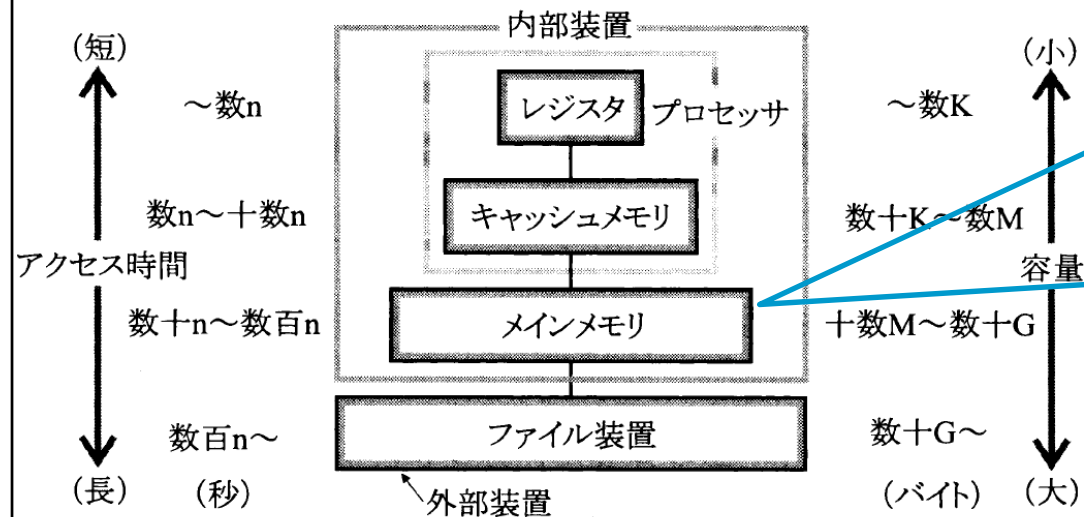 内部装置
(短)
(小)
～数n
レジスタ
プロセッサ
～数K
数n～十数n
キャッシュメモリ
数十K～数M
アクセス時間
容量
数十n～数百n
メインメモリ
十数M～数十G
数百n～
ファイル装置
数十G～
(長)
(秒)
外部装置
(バイト)
(大)